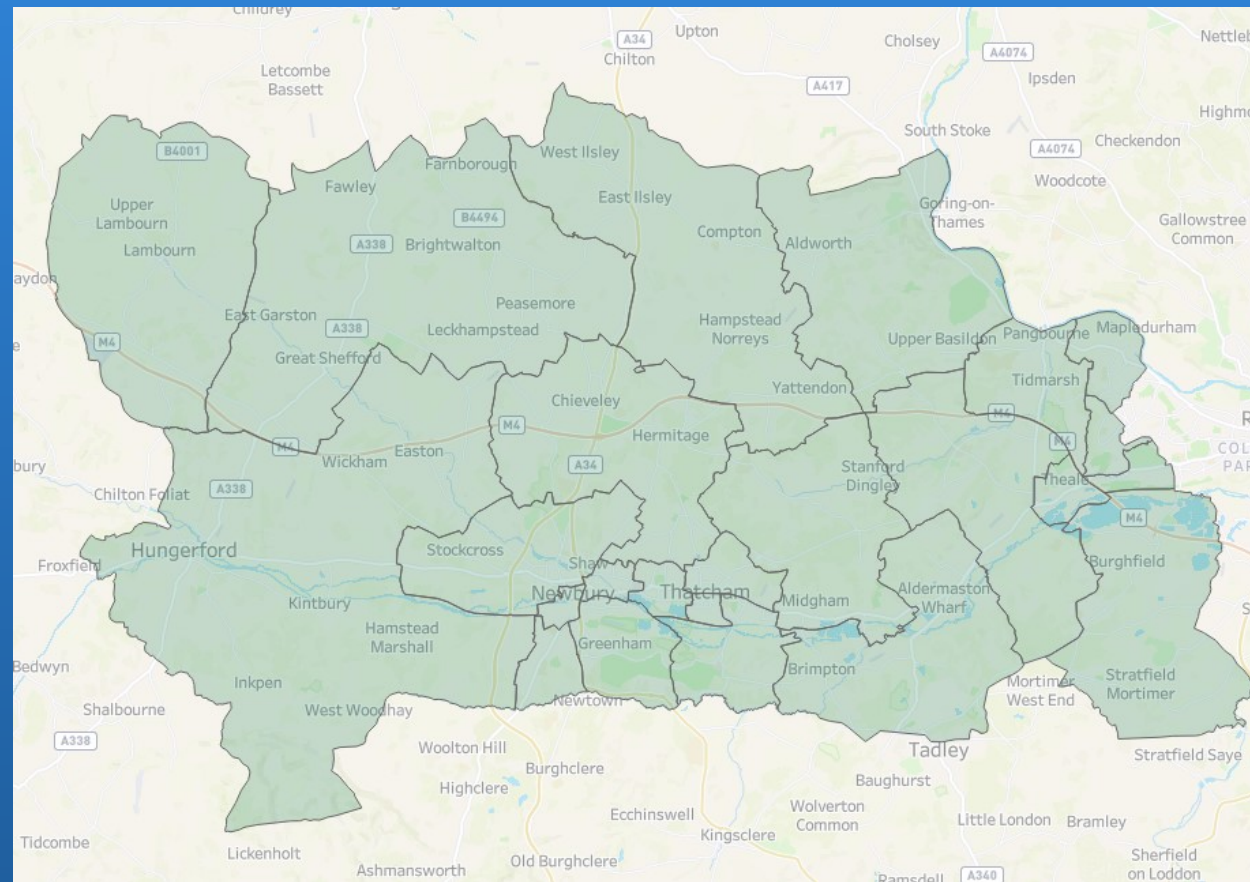 Childrey
A34
Upton
Chilton
Cholsey
A4074
Nettleb
Letcombe
Bassett
A417
Ipsden
Highmo
South Stoke
Checkendon
B4001
A4074
Woodcote
Farnborough
West Ilsley
Fawley
East Ilsley
Upper
Lambourn
B4494
Goring-on-
Thames
Gallowstree
Common
Lambourn
A338
Brightwalton
Compton
Aldworth
aydon
Peasemore
East Garston
A338
Leckhampstead
Hampstead
Norreys
Upper Basildon
Pangbourne
Mapledurham
M4
Great Shefford
Tidmarsh
Yattendon
Chieveley
M4
M4
R
Hermitage
M4
COL
PAR
M4
Easton
Wickham
A34
Stanford
Dingley
bury
Chilton Foliat
A338
Theale
M4
Hungerford
Stockcross
Froxfield
Shaw
Burghfield
Newbury
Thatcham
Aldermaston
Wharf
Kintbury
Midgham
Hamstead
Marshall
Greenham
Bedwyn
Brimpton
Inkpen
Mortimer
West End
Stratfield
Mortimer
Shalbourne
West Woodhay
Newtown
A338
Woolton Hill
Tadley
Stratfield Saye
Burghclere
Baughurst
Highclere
Ecchinswell
Wolverton
Common
Little London
Bramley
Kingsclere
Tidcombe
Lickenholt
Old Burghclere
Sherfield
on Loddon
Ashmansworth
Ramsdell
A340